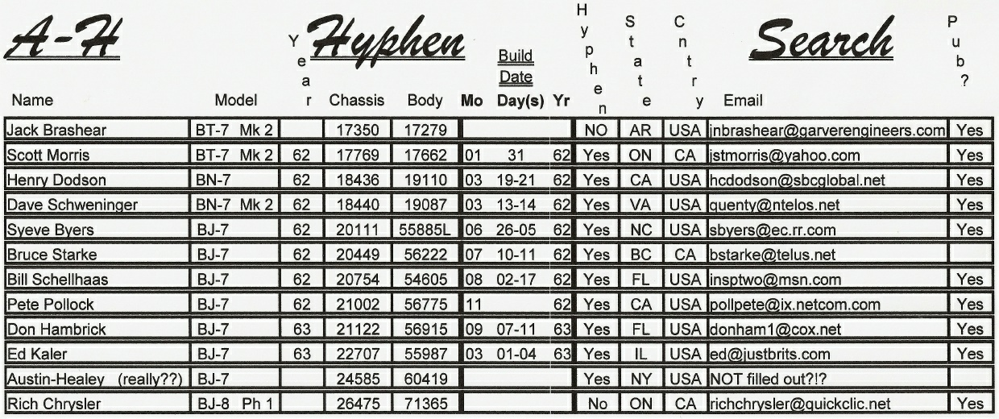 A-H Year Hyphen Build Date Hyphen State Cntry Search Pub?
Name Model Chassis Body Mo Day(s) Yr Email
Jack Brashear BT-7 Mk 2 17350 17279 NO AR USA inbrashear@garverengineers.com Yes
Scott Morris BT-7 Mk 2 62 17769 17662 01 31 62 Yes ON CA jstmorris@yahoo.com Yes
Henry Dodson BN-7 62 18436 19110 03 19-21 62 Yes CA USA hcdodson@sbcglobal.net Yes
Dave Schweninger BN-7 Mk 2 62 18440 19087 03 13-14 62 Yes VA USA quenty@ntelos.net Yes
Syeve Byers BJ-7 62 20111 55885L 06 26-05 62 Yes NC USA sbyers@ec.rr.com Yes
Bruce Starke BJ-7 62 20449 56222 07 10-11 62 Yes BC CA bstarke@telus.net
Bill Schellhaas BJ-7 62 20754 54605 08 02-17 62 Yes FL USA insptwo@msn.com Yes
Pete Pollock BJ-7 62 21002 56775 11 62 Yes CA USA pollpete@ix.netcom.com Yes
Don Hambrick BJ-7 63 21122 56915 09 07-11 63 Yes FL USA donham1@cox.net Yes
Ed Kaler BJ-7 63 22707 55987 03 01-04 63 Yes IL USA ed@justbrits.com Yes
Austin-Healey (really??) BJ-7 24585 60419 Yes NY USA NOT filled out?!?
Rich Chrysler BJ-8 Ph 1 26475 71365 No ON CA richchrysler@quickclic.net Yes